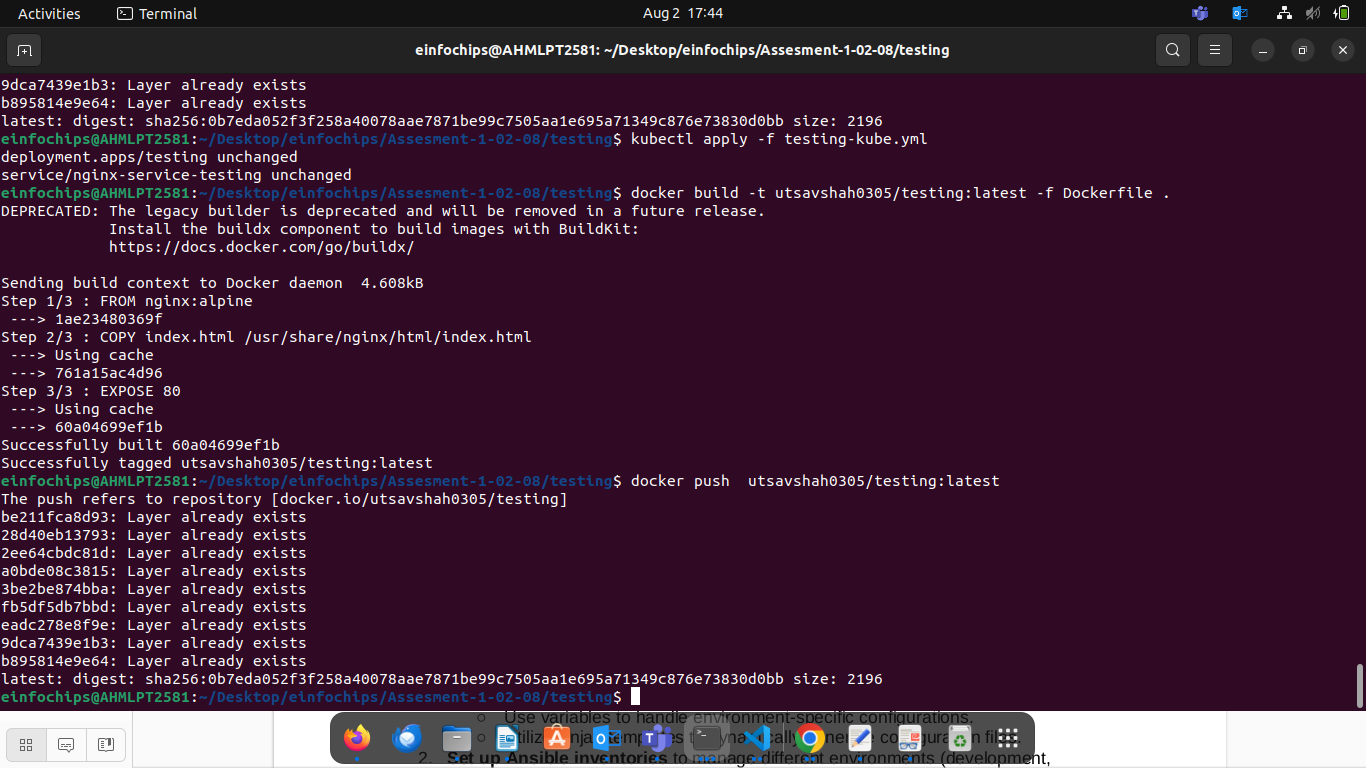 Activities
Terminal
Aug 2 17:44
einfochips@AHMLPT2581: ~/Desktop/einfochips/Assesment-1-02-08/testing
9dca7439e1b3: Layer already exists
b895814e9e64: Layer already exists
latest: digest: sha256:0b7eda052f3f258a40078aae7871be99c7505aa1e695a71349c876e73830d0bb size: 2196
einfochips@AHMLPT2581:~/Desktop/einfochips/Assesment-1-02-08/testing$ kubectl apply -f testing-kube.yml
deployment.apps/testing unchanged
service/nginx-service-testing unchanged
einfochips@AHMLPT2581:~/Desktop/einfochips/Assesment-1-02-08/testing$ docker build -t utsavshah0305/testing:latest -f Dockerfile .
DEPRECATED: The legacy builder is deprecated and will be removed in a future release.
            Install the buildx component to build images with BuildKit:
            https://docs.docker.com/go/buildx/

Sending build context to Docker daemon  4.608kB
Step 1/3 : FROM nginx:alpine
 ---> 1ae23480369f
Step 2/3 : COPY index.html /usr/share/nginx/html/index.html
 ---> Using cache
 ---> 761a15ac4d96
Step 3/3 : EXPOSE 80
 ---> Using cache
 ---> 60a04699ef1b
Successfully built 60a04699ef1b
Successfully tagged utsavshah0305/testing:latest
einfochips@AHMLPT2581:~/Desktop/einfochips/Assesment-1-02-08/testing$ docker push  utsavshah0305/testing:latest
The push refers to repository [docker.io/utsavshah0305/testing]
be211fca8d93: Layer already exists
28d40eb13793: Layer already exists
2ee64cbdc81d: Layer already exists
a0bde08c3815: Layer already exists
3be2be874bba: Layer already exists
fb5df5db7bbd: Layer already exists
eadc278e8f9e: Layer already exists
9dca7439e1b3: Layer already exists
b895814e9e64: Layer already exists
latest: digest: sha256:0b7eda052f3f258a40078aae7871be99c7505aa1e695a71349c876e73830d0bb size: 2196
einfochips@AHMLPT2581:~/Desktop/einfochips/Assesment-1-02-08/testing$
Use variables to handle environment-specific configurations.
2. Set up Ansible inventories to manage different environments (development,